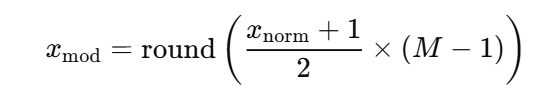 x_mod = round( (x_norm + 1)/2 × (M − 1) )